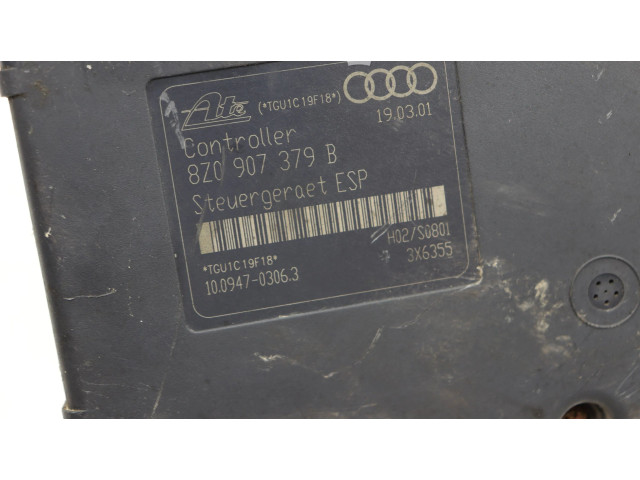 Ate (*TGU1C19F18*)
19.03.01
Controller
8Z0 907 379 B
Steuergeraet ESP
H02/S0801
*TGU1C19F18*
3X6355
10.0947-0306.3